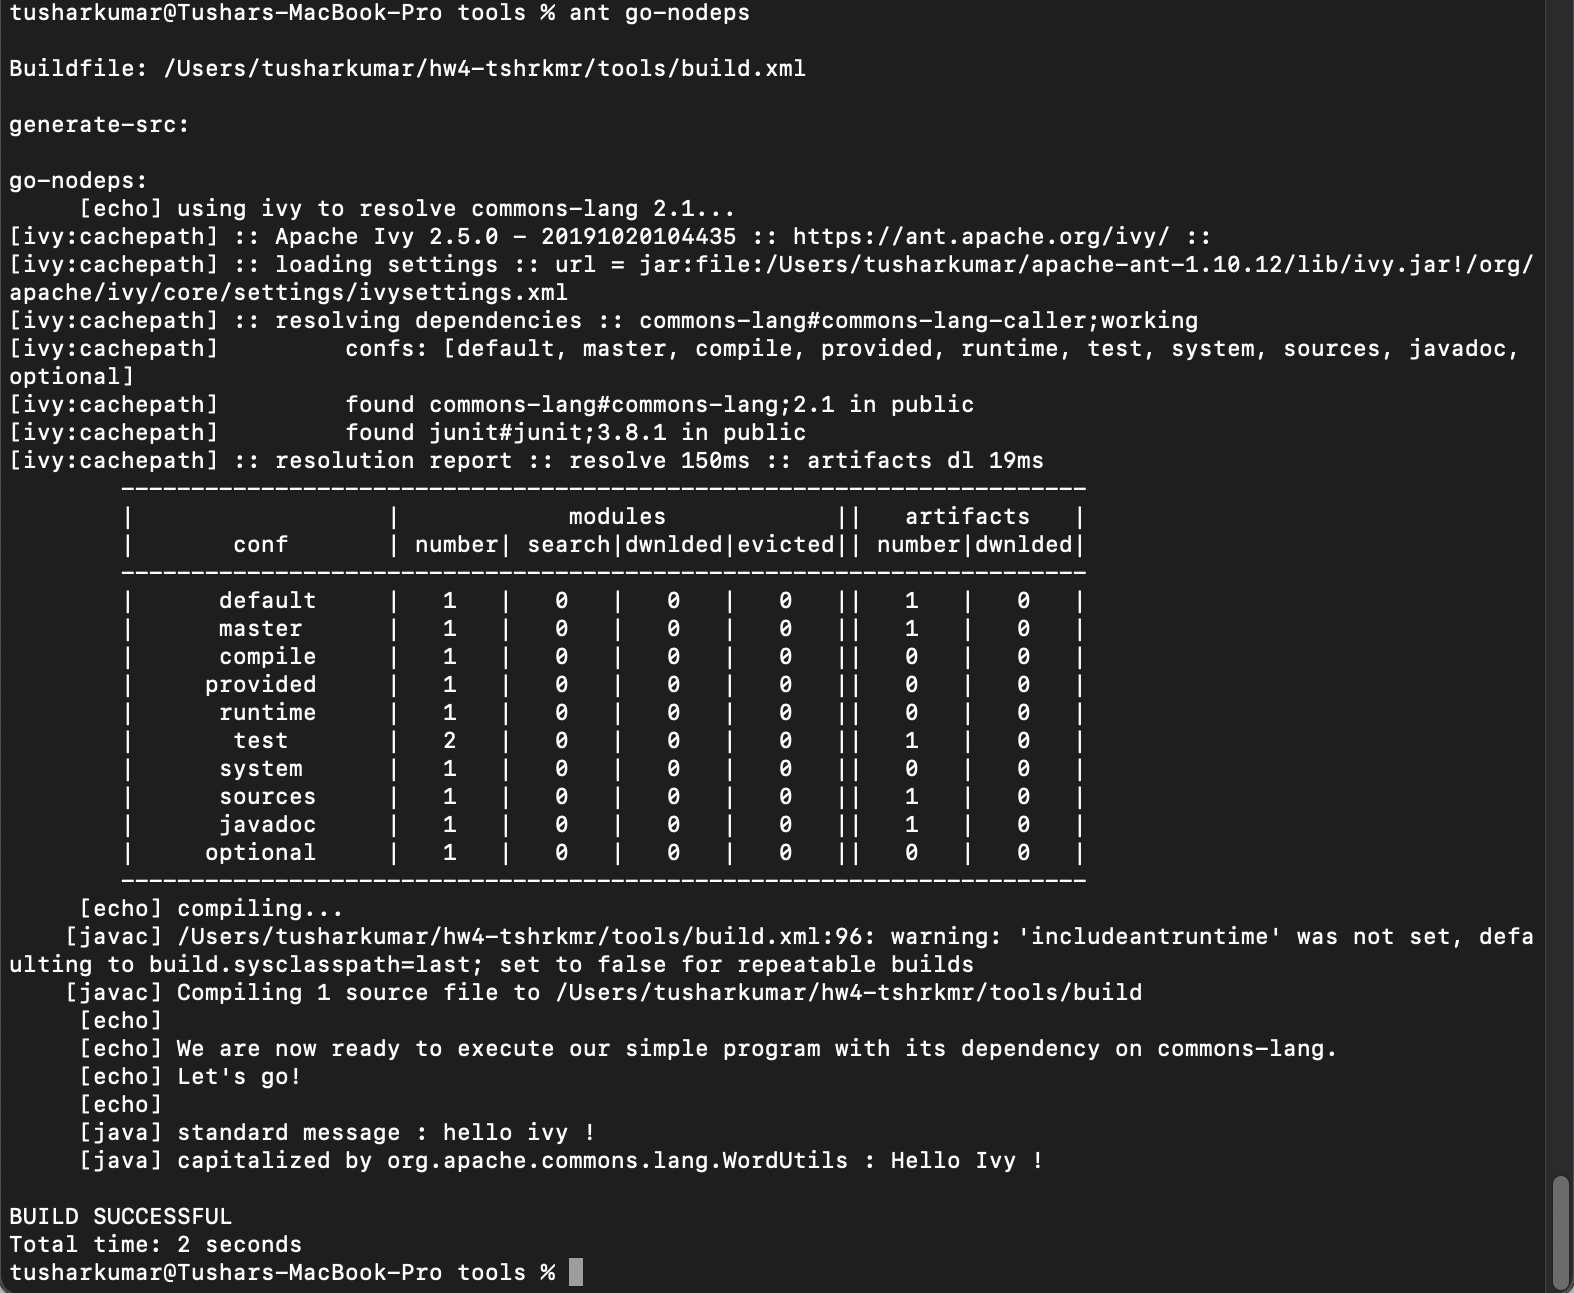 tusharkumar@Tushars-MacBook-Pro tools % ant go-nodeps
Buildfile: /Users/tusharkumar/hw4-tshrkmr/tools/build.xml
generate-src:
go-nodeps:
     [echo] using ivy to resolve commons-lang 2.1...
[ivy:cachepath] :: Apache Ivy 2.5.0 - 20191020104435 :: https://ant.apache.org/ivy/ ::
[ivy:cachepath] :: loading settings :: url = jar:file:/Users/tusharkumar/apache-ant-1.10.12/lib/ivy.jar!/org/
apache/ivy/core/settings/ivysettings.xml
[ivy:cachepath] :: resolving dependencies :: commons-lang#commons-lang-caller;working
[ivy:cachepath]         confs: [default, master, compile, provided, runtime, test, system, sources, javadoc,
optional]
[ivy:cachepath]         found commons-lang#commons-lang;2.1 in public
[ivy:cachepath]         found junit#junit;3.8.1 in public
[ivy:cachepath] :: resolution report :: resolve 150ms :: artifacts dl 19ms
        ---------------------------------------------------------------------
        |                  |            modules            ||   artifacts   |
        |       conf       | number| search|dwnlded|evicted|| number|dwnlded|
        ---------------------------------------------------------------------
        |      default     |   1   |   0   |   0   |   0   ||   1   |   0   |
        |      master      |   1   |   0   |   0   |   0   ||   1   |   0   |
        |      compile     |   1   |   0   |   0   |   0   ||   0   |   0   |
        |     provided     |   1   |   0   |   0   |   0   ||   0   |   0   |
        |      runtime     |   1   |   0   |   0   |   0   ||   0   |   0   |
        |       test       |   2   |   0   |   0   |   0   ||   1   |   0   |
        |      system      |   1   |   0   |   0   |   0   ||   0   |   0   |
        |      sources     |   1   |   0   |   0   |   0   ||   1   |   0   |
        |      javadoc     |   1   |   0   |   0   |   0   ||   1   |   0   |
        |     optional     |   1   |   0   |   0   |   0   ||   0   |   0   |
        ---------------------------------------------------------------------
     [echo] compiling...
    [javac] /Users/tusharkumar/hw4-tshrkmr/tools/build.xml:96: warning: 'includeantruntime' was not set, defa
ulting to build.sysclasspath=last; set to false for repeatable builds
    [javac] Compiling 1 source file to /Users/tusharkumar/hw4-tshrkmr/tools/build
     [echo]
     [echo] We are now ready to execute our simple program with its dependency on commons-lang.
     [echo] Let's go!
     [echo]
     [java] standard message : hello ivy !
     [java] capitalized by org.apache.commons.lang.WordUtils : Hello Ivy !
BUILD SUCCESSFUL
Total time: 2 seconds
tusharkumar@Tushars-MacBook-Pro tools %